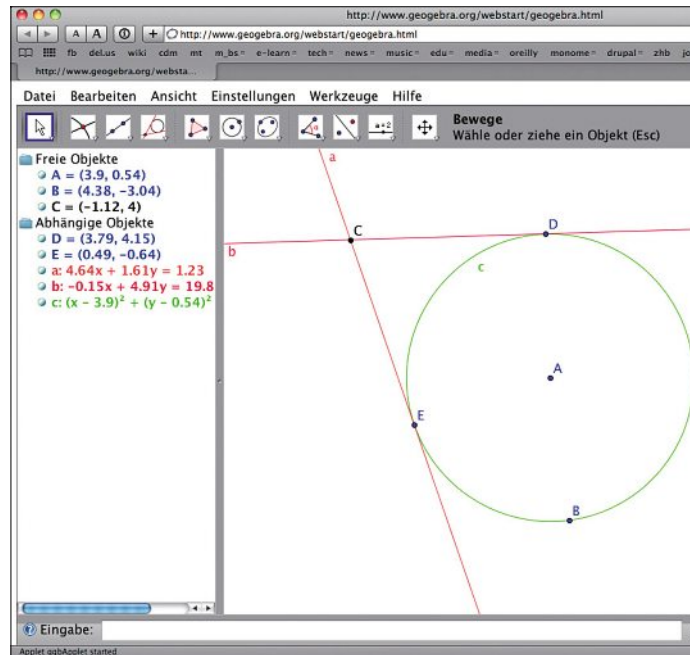 http://www.geogebra.org/webstart/geogebra.html
A A + http://www.geogebra.org/webstart/geogebra.html
fb del.us wiki cdm mt m_bs e-learn tech news music edu media oreilly monome drupal zhb
http://www.geogebra.org/websta...
Datei Bearbeiten Ansicht Einstellungen Werkzeuge Hilfe
α a=2 Bewege
Wähle oder ziehe ein Objekt (Esc)
Freie Objekte
A = (3.9, 0.54)
B = (4.38, -3.04)
C = (-1.12, 4)
Abhängige Objekte
D = (3.79, 4.15)
E = (0.49, -0.64)
a: 4.64x + 1.61y = 1.23
b: -0.15x + 4.91y = 19.8
c: (x - 3.9)² + (y - 0.54)²
a
C
D
b
c
A
E
B
Eingabe:
Applet ggbApplet started